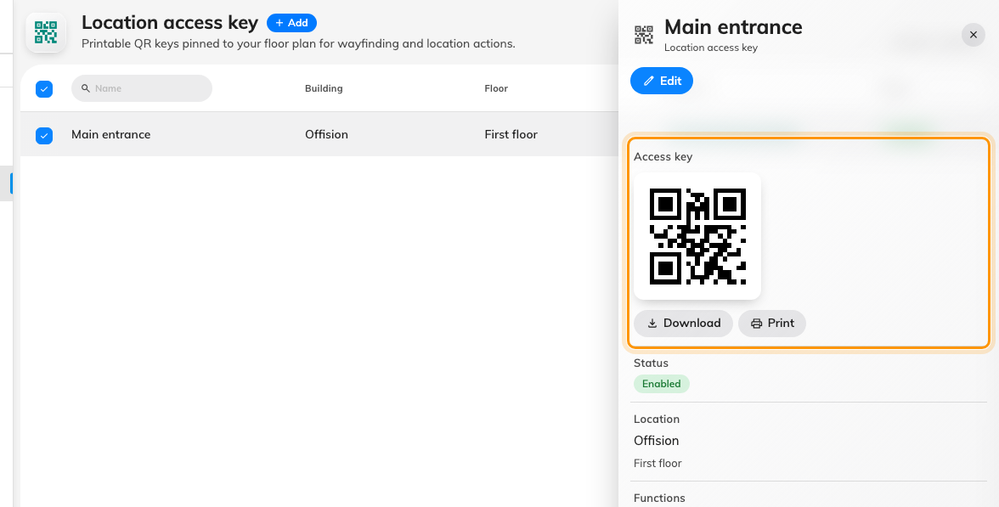 Location access key
+ Add
Printable QR keys pinned to your floor plan for wayfinding and location actions.
Name
Building
Floor
Main entrance
Offision
First floor
Main entrance
Location access key
Edit
Access key
Download
Print
Status
Enabled
Location
Offision
First floor
Functions